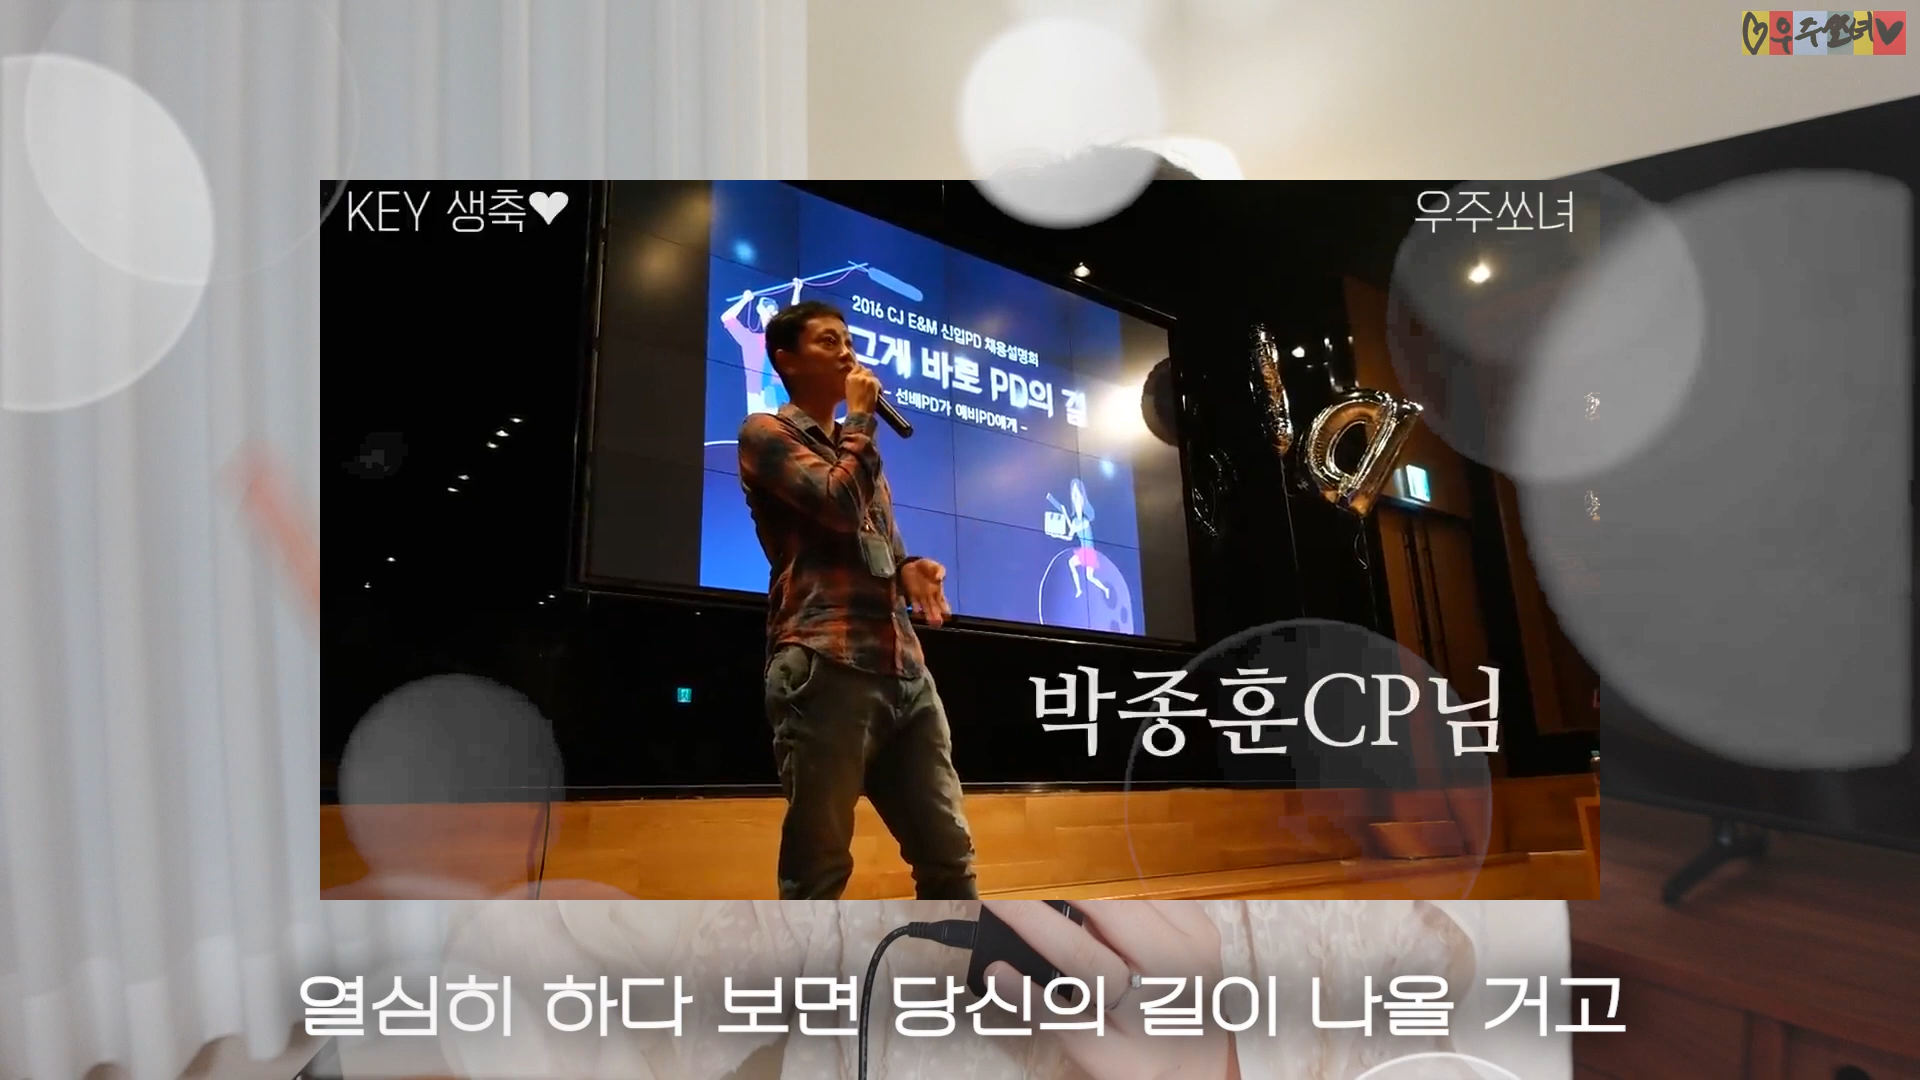 우주쏘녀
KEY 생축♥
우주쏘녀
2016 CJ E&M 신입PD 채용설명회
그게 바로 PD의 길
- 선배PD가 예비PD에게 -
박종훈CP님
열심히 하다 보면 당신의 길이 나올 거고